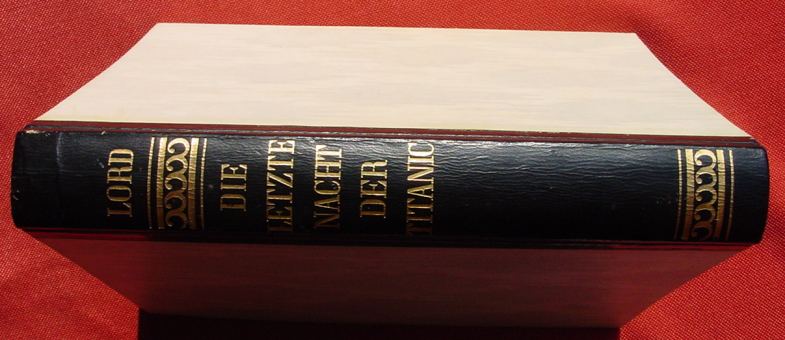 LORD
DIE
LETZTE
NACHT
DER
TITANIC